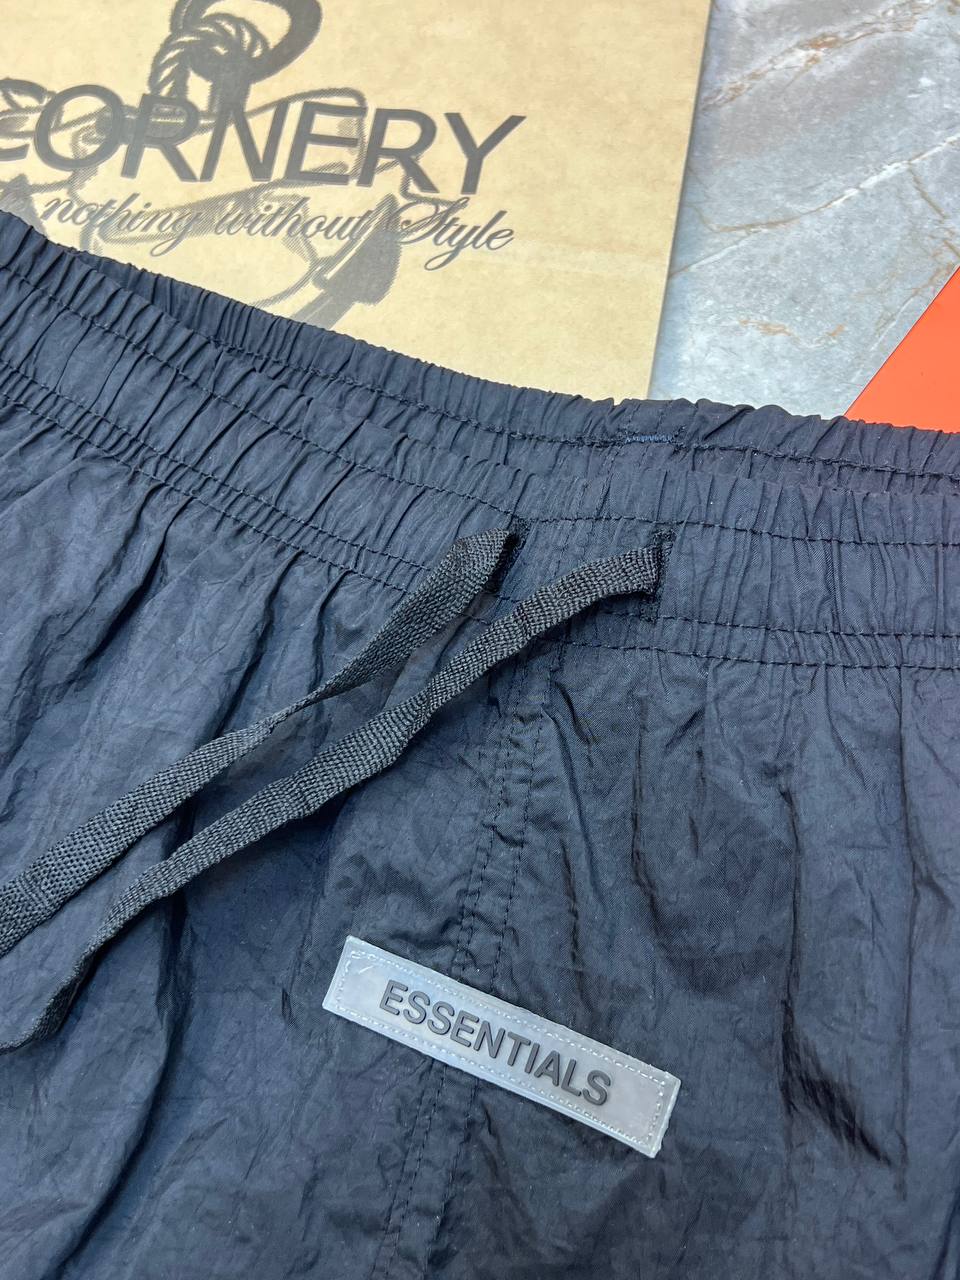 CORNERY
nothing without Style
ESSENTIALS